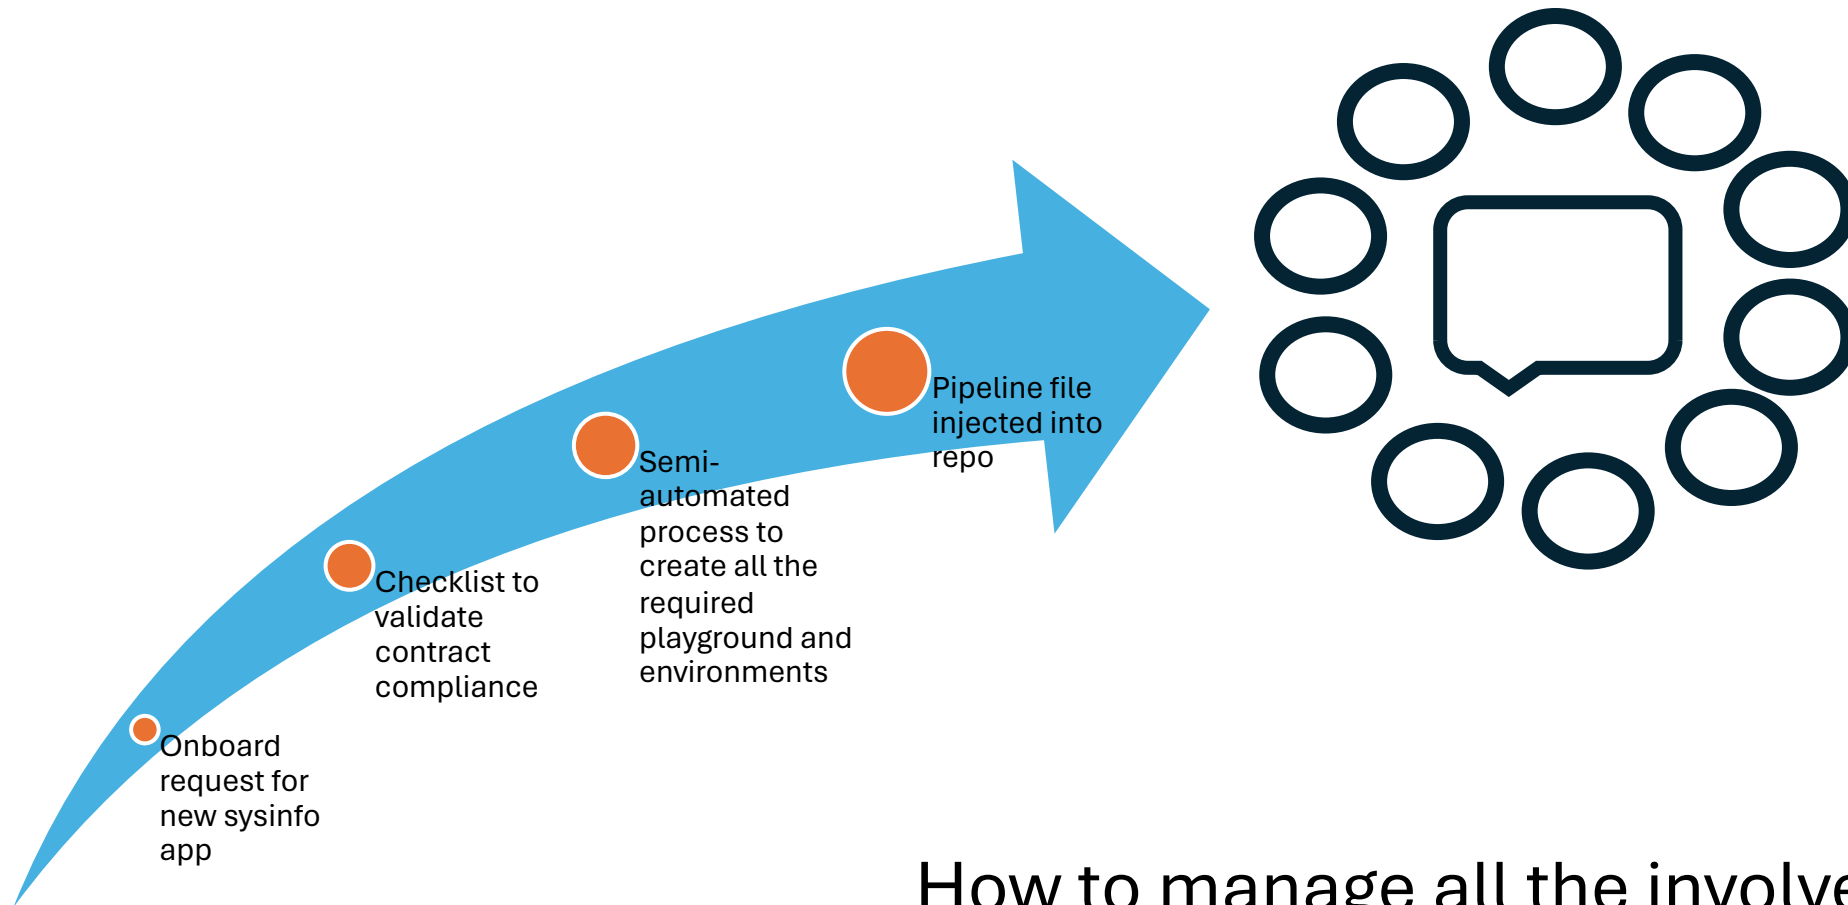 Pipeline file
injected into
repo
Semi-
automated
process to
create all the
required
playground and
environments
Checklist to
validate
contract
compliance
Onboard
request for
new sysinfo
app
How to manage all the involve